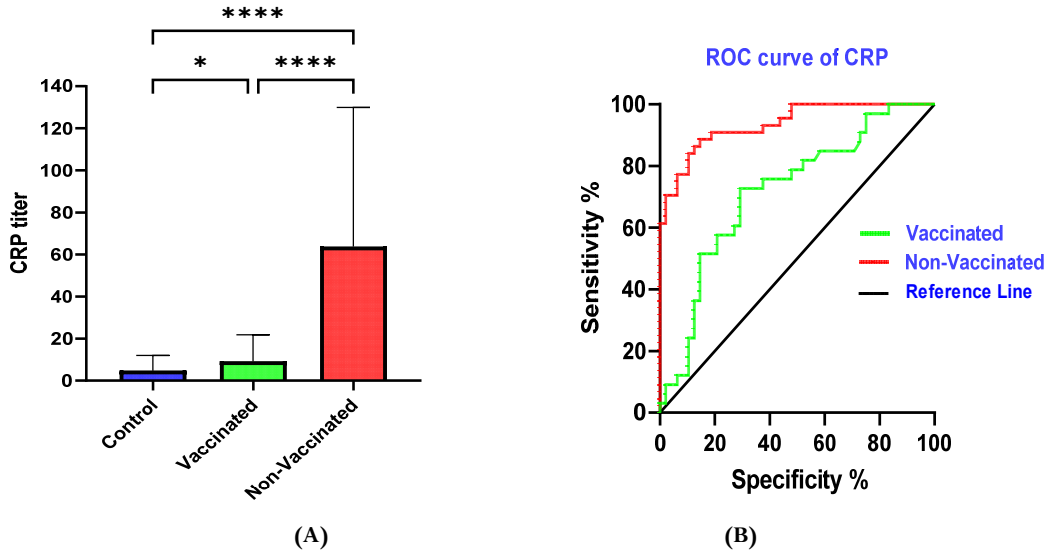 ****
*
****
CRP titer
140
120
100
80
60
40
20
0
Control
Vaccinated
Non-Vaccinated
(A)
ROC curve of CRP
Sensitivity %
100
80
60
40
20
0
0 20 40 60 80 100
Specificity %
Vaccinated
Non-Vaccinated
Reference Line
(B)